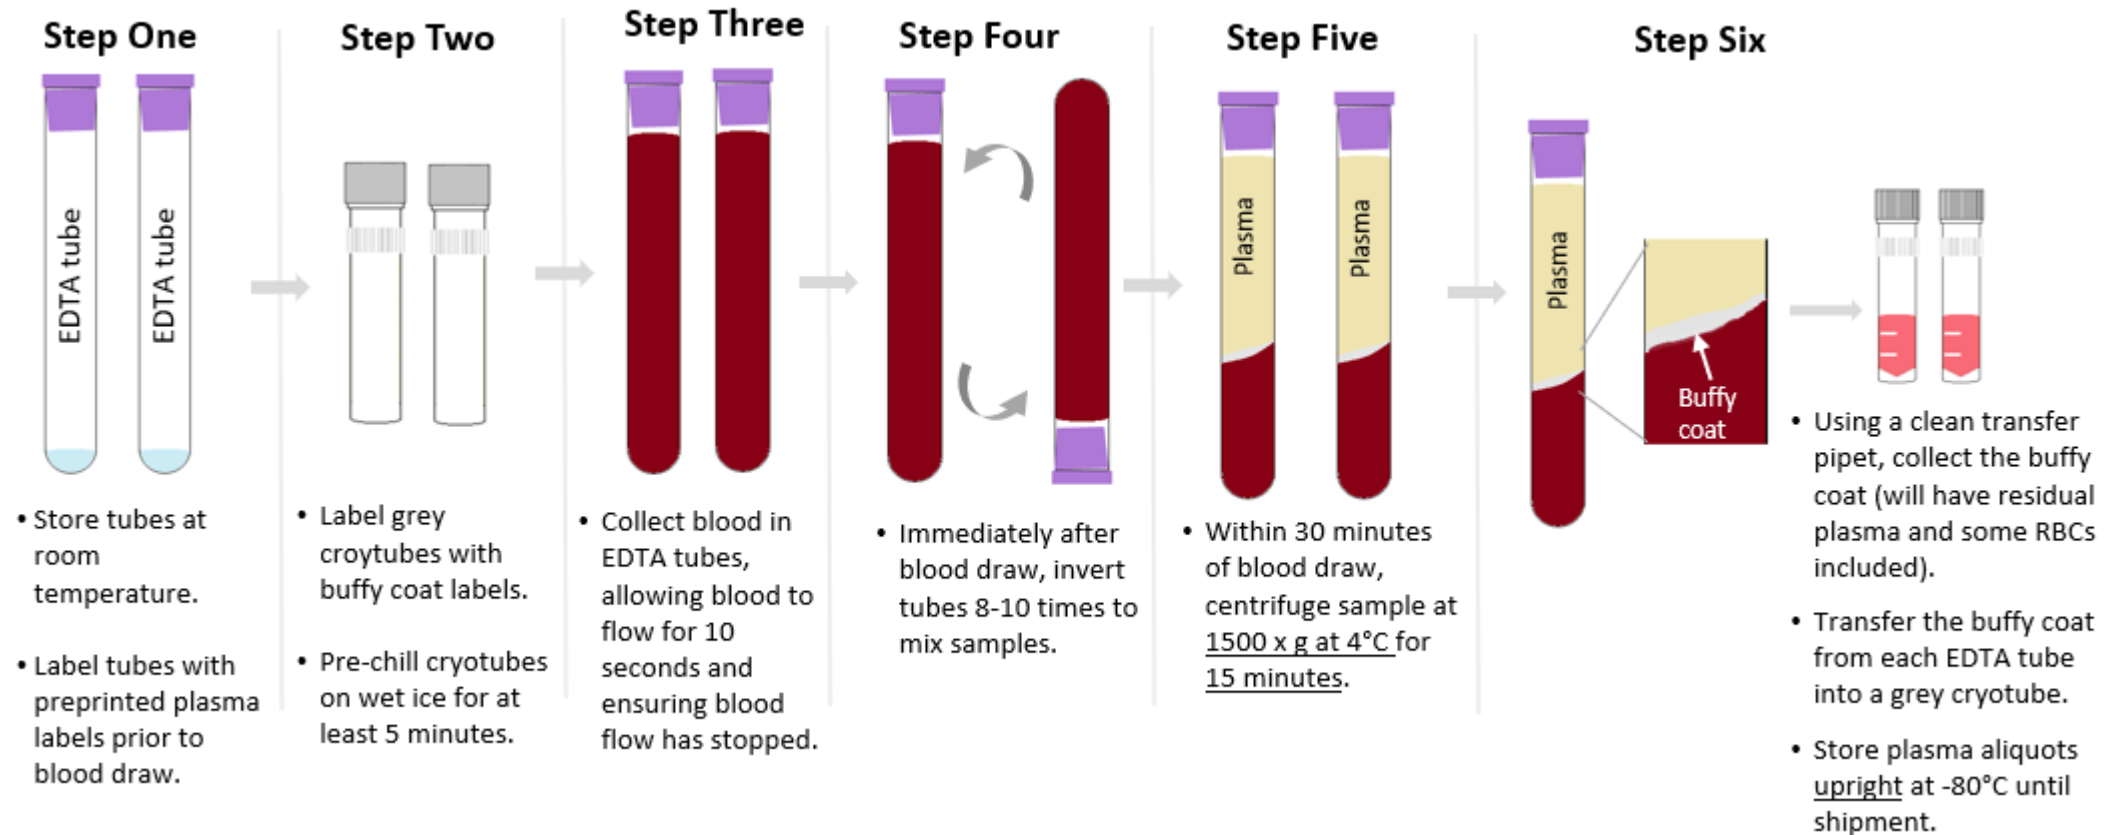 Step One
EDTA tube
EDTA tube
• Store tubes at
room
temperature.
• Label tubes with
preprinted plasma
labels prior to
blood draw.
Step Two
• Label grey
croytubes with
buffy coat labels.
• Pre-chill cryotubes
on wet ice for at
least 5 minutes.
Step Three
• Collect blood in
EDTA tubes,
allowing blood to
flow for 10
seconds and
ensuring blood
flow has stopped.
Step Four
• Immediately after
blood draw, invert
tubes 8-10 times to
mix samples.
Step Five
Plasma
Plasma
• Within 30 minutes
of blood draw,
centrifuge sample at
1500 x g at 4°C for
15 minutes.
Step Six
Plasma
Buffy
coat
• Using a clean transfer
pipet, collect the buffy
coat (will have residual
plasma and some RBCs
included).
• Transfer the buffy coat
from each EDTA tube
into a grey cryotube.
• Store plasma aliquots
upright at -80°C until
shipment.